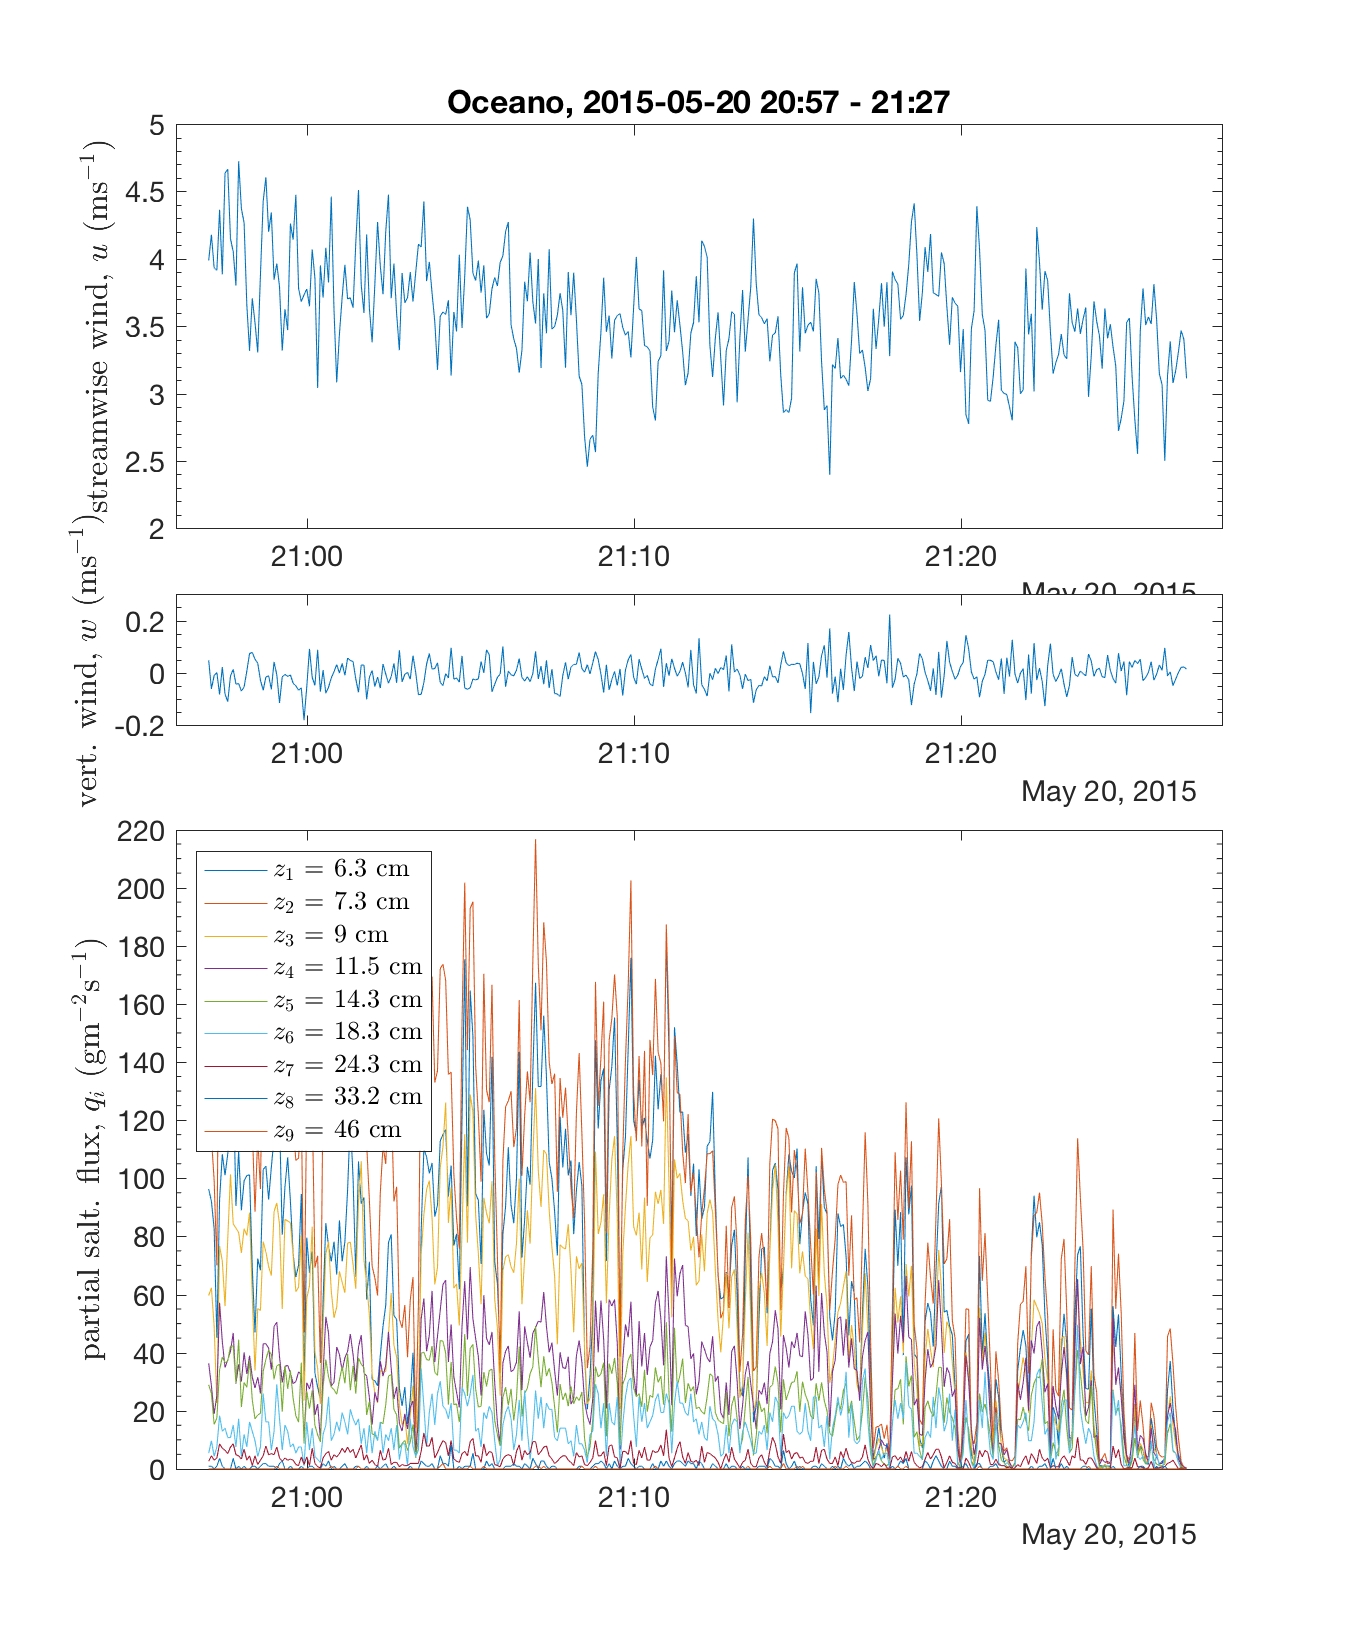 Oceano, 2015-05-20 20:57 - 21:27
streamwise wind, u (ms⁻¹)
5
4.5
4
3.5
3
2.5
2
21:00 21:10 21:20
May 20, 2015
vert. wind, w (ms⁻¹)
0.2
0
-0.2
21:00 21:10 21:20
May 20, 2015
partial salt. flux, qᵢ (gm⁻²s⁻¹)
220
200
180
160
140
120
100
80
60
40
20
0
z₁ = 6.3 cm
z₂ = 7.3 cm
z₃ = 9 cm
z₄ = 11.5 cm
z₅ = 14.3 cm
z₆ = 18.3 cm
z₇ = 24.3 cm
z₈ = 33.2 cm
z₉ = 46 cm
21:00 21:10 21:20
May 20, 2015